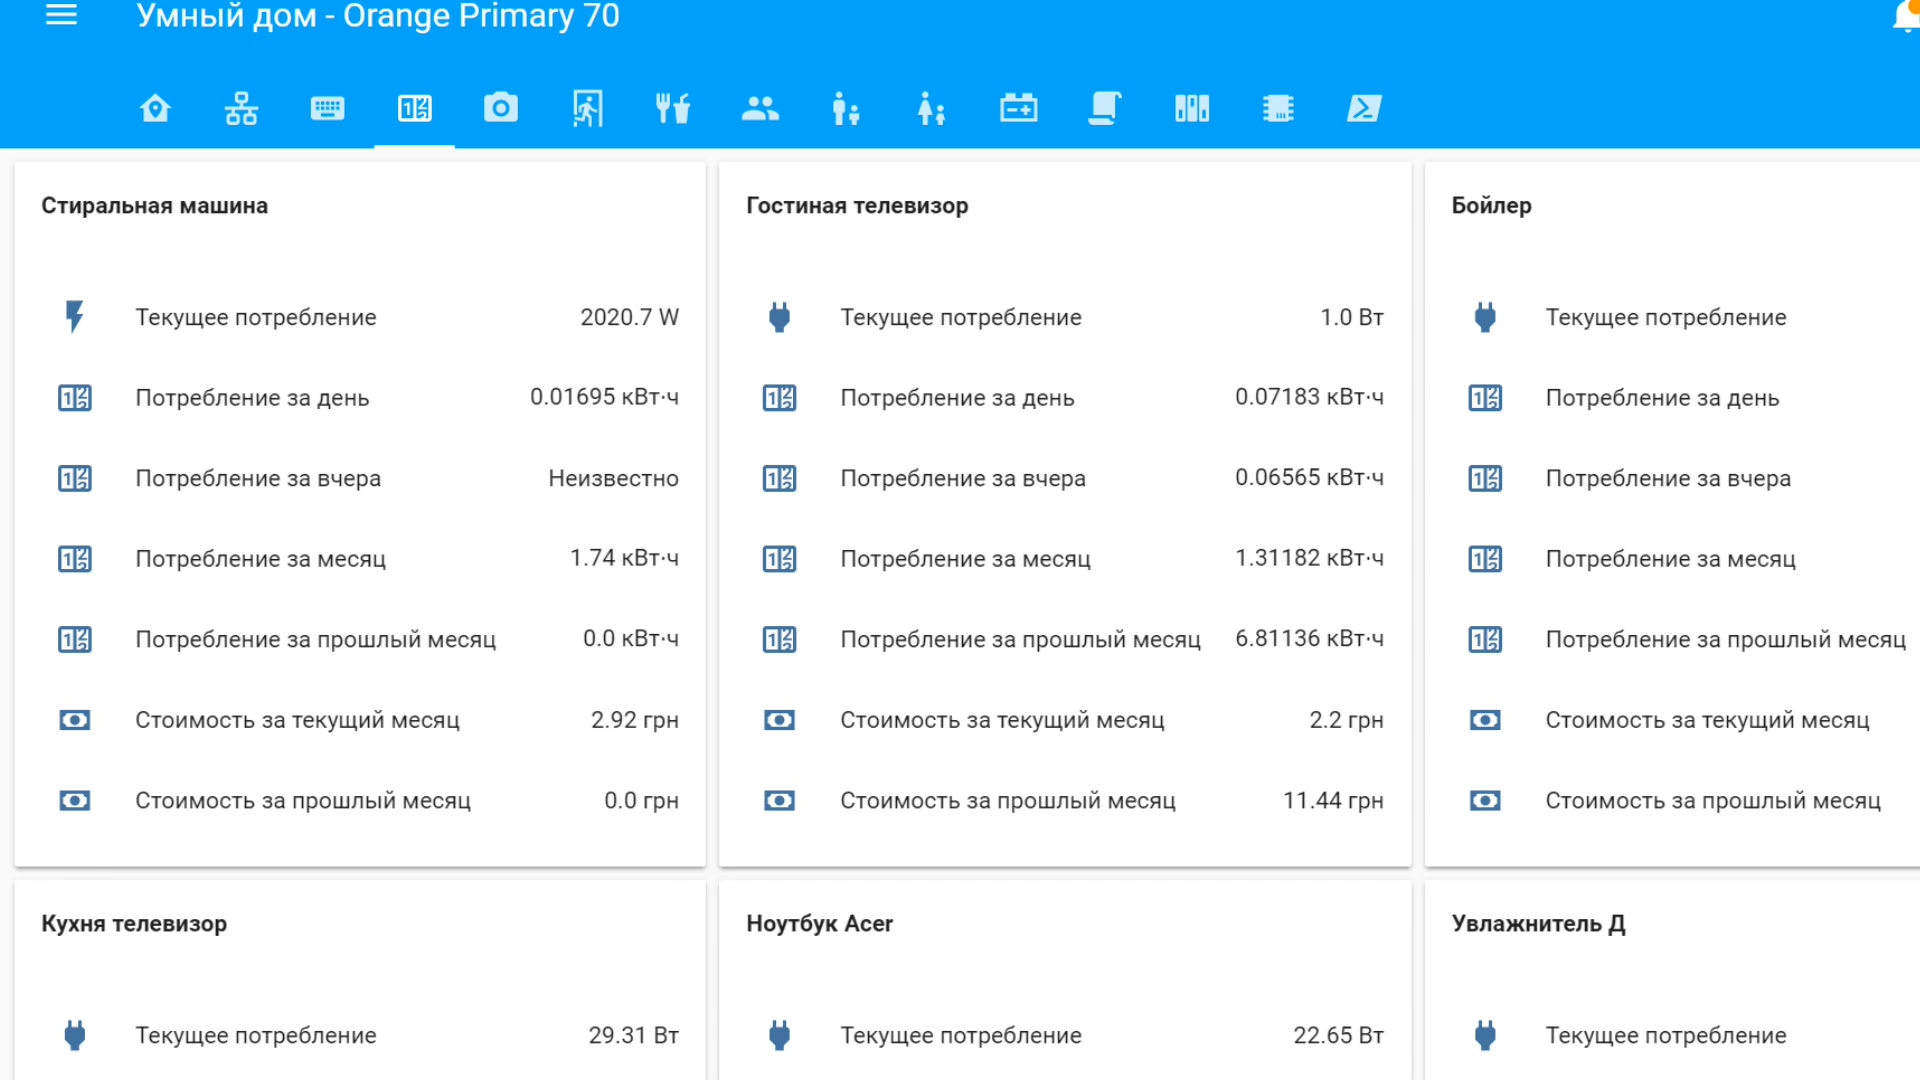 Умный дом - Orange Primary 70
Стиральная машина
Текущее потребление 2020.7 W
Потребление за день 0.01695 кВт·ч
Потребление за вчера Неизвестно
Потребление за месяц 1.74 кВт·ч
Потребление за прошлый месяц 0.0 кВт·ч
Стоимость за текущий месяц 2.92 грн
Стоимость за прошлый месяц 0.0 грн
Гостиная телевизор
Текущее потребление 1.0 Вт
Потребление за день 0.07183 кВт·ч
Потребление за вчера 0.06565 кВт·ч
Потребление за месяц 1.31182 кВт·ч
Потребление за прошлый месяц 6.81136 кВт·ч
Стоимость за текущий месяц 2.2 грн
Стоимость за прошлый месяц 11.44 грн
Бойлер
Текущее потребление
Потребление за день
Потребление за вчера
Потребление за месяц
Потребление за прошлый месяц
Стоимость за текущий месяц
Стоимость за прошлый месяц
Кухня телевизор
Текущее потребление 29.31 Вт
Ноутбук Acer
Текущее потребление 22.65 Вт
Увлажнитель Д
Текущее потребление